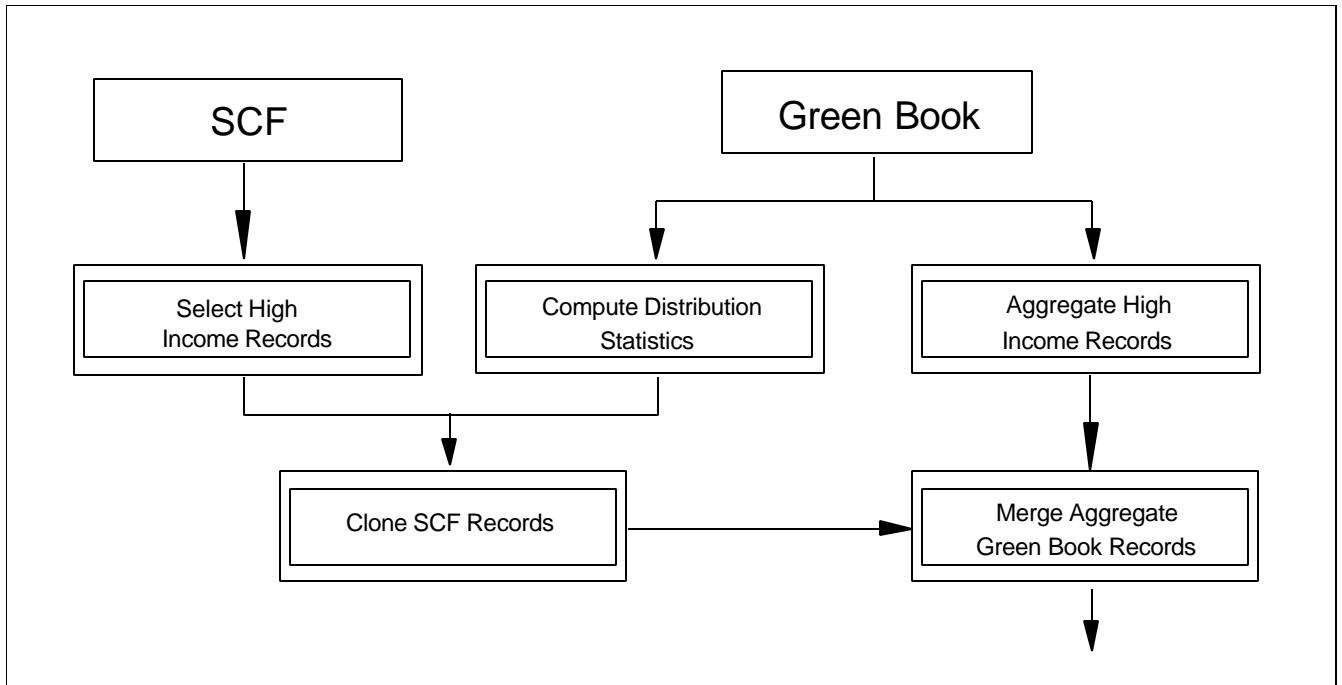 SCF
Green Book
Select High
Income Records
Compute Distribution
Statistics
Aggregate High
Income Records
Clone SCF Records
Merge Aggregate
Green Book Records